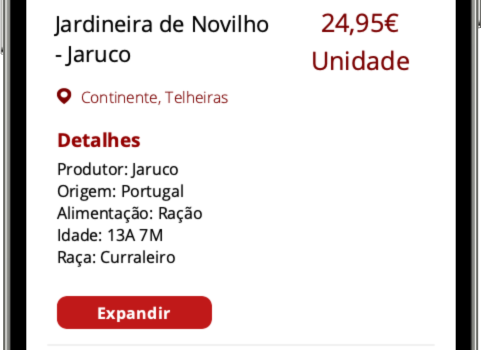 Jardineira de Novilho
- Jaruco
24,95€
Unidade
Continente, Telheiras
Detalhes
Produtor: Jaruco
Origem: Portugal
Alimentação: Ração
Idade: 13A 7M
Raça: Curraleiro
Expandir